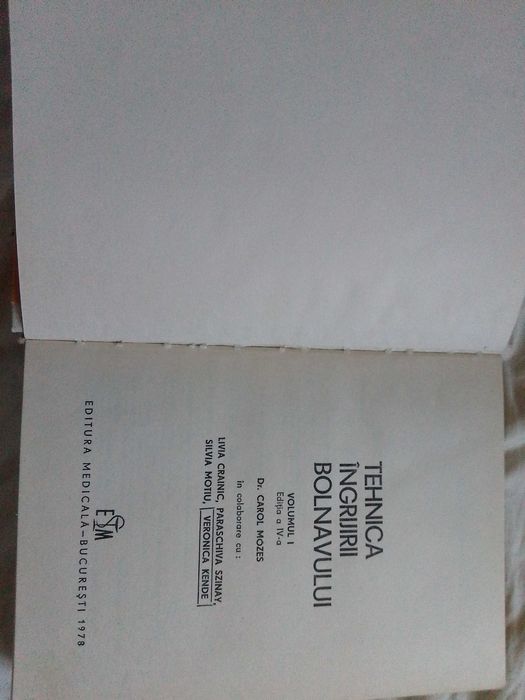 TEHNICA
ÎNGRIJIRII
BOLNAVULUI
VOLUMUL I
Ediția a IV-a
Dr. CAROL MOZES
în colaborare cu :
LIVIA CRAINIC, PARASCHIVA SZINAY,
SILVIA MOTIU, VERONICA KENDE
EDITURA MEDICALĂ – BUCUREȘTI 1978